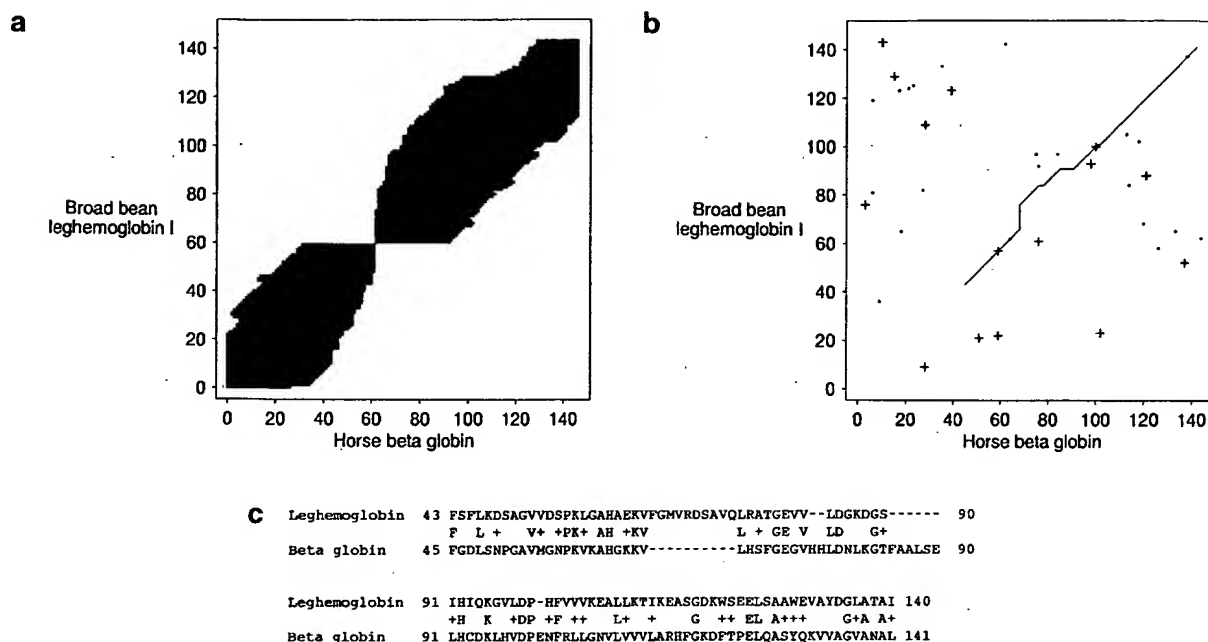 a
b
140
120
100
80
60
40
20
0
Broad bean
leghemoglobin I
0 20 40 60 80 100 120 140
Horse beta globin
140
120
100
80
60
40
20
0
Broad bean
leghemoglobin I
0 20 40 60 80 100 120 140
Horse beta globin
c
Leghemoglobin 43 FSFLKDSAGVVDSPKLGAHAEKVFGMVRDSAVQLRATGEVV--LDGKDGS------ 90
F L + V+ +PK+ AH +KV L + GE V LD G+
Beta globin 45 FGDLSNPGAVMGNPKVKAHGKKV----------LHSFGEGVHHLDNLKGTFAALSE 90
Leghemoglobin 91 IHIQKGVLDP-HFVVVKEALLKTIKEASGDKWSEELSAAWEVAYDGLATAI 140
+H K +DP +F ++ L+ + G ++ EL A+++ G+A A+
Beta globin 91 LHCDKLHVDPENFRLLGNVLVVVLARHFGKDFTPELQASYQKVVAGVANAL 141